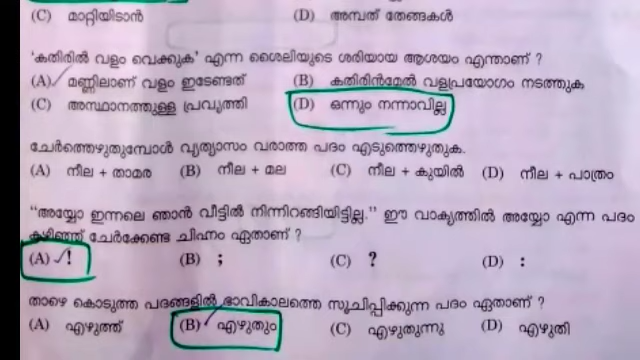 (C) മാറ്റിയിടാൻ (D) അമ്പത് തേങ്ങകൾ
'കതിരിൽ വളം വെക്കുക' എന്ന ശൈലിയുടെ ശരിയായ ആശയം എന്താണ് ?
(A) മണ്ണിലാണ് വളം ഇടേണ്ടത് (B) കതിരിൻമേൽ വളപ്രയോഗം നടത്തുക
(C) അസ്ഥാനത്തുള്ള പ്രവൃത്തി (D) ഒന്നും നന്നാവില്ല
ചേർത്തെഴുതുമ്പോൾ വ്യത്യാസം വരാത്ത പദം എടുത്തെഴുതുക.
(A) നീല + താമര (B) നീല + മല (C) നീല + കുയിൽ (D) നീല + പാത്രം
"അയ്യോ ഇന്നലെ ഞാൻ വീട്ടിൽ നിന്നിറങ്ങിയിട്ടില്ല." ഈ വാക്യത്തിൽ അയ്യോ എന്ന പദം
കഴിഞ്ഞ് ചേർക്കേണ്ട ചിഹ്നം ഏതാണ് ?
(A) ! (B) ; (C) ? (D) :
താഴെ കൊടുത്ത പദങ്ങളിൽ ഭാവികാലത്തെ സൂചിപ്പിക്കുന്ന പദം ഏതാണ് ?
(A) എഴുത്ത് (B) എഴുതും (C) എഴുതുന്നു (D) എഴുതി